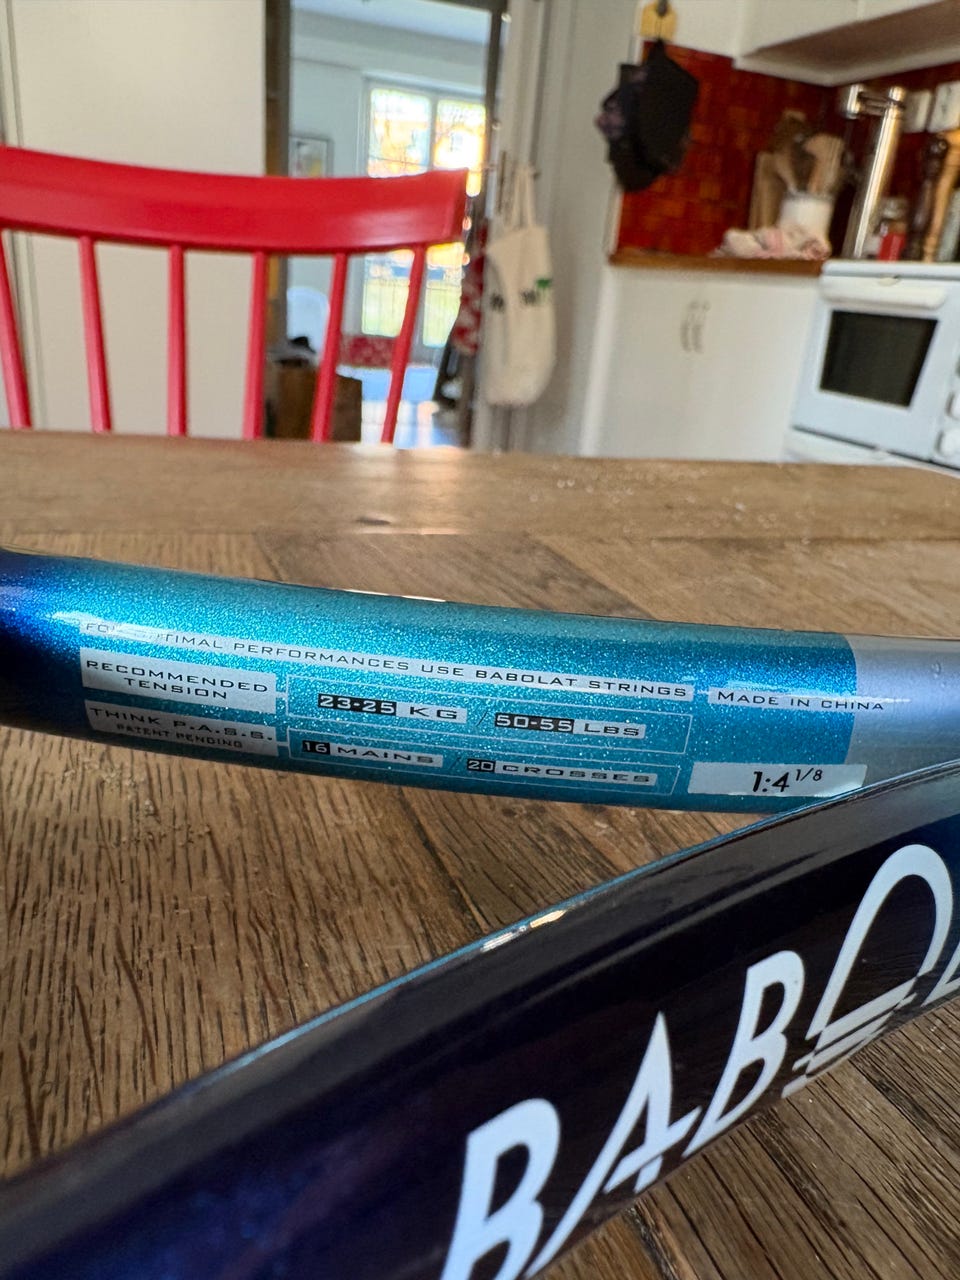 PERFORMANCES USE BABOLAT STRINGS
MADE IN CHINA
RECOMMENDED
TENSION
23-25 KG / 50-55 LBS
THINK P.A.S.S.
PATENT PENDING
16 MAINS / 20 CROSSES
1:4 1/8
BABO